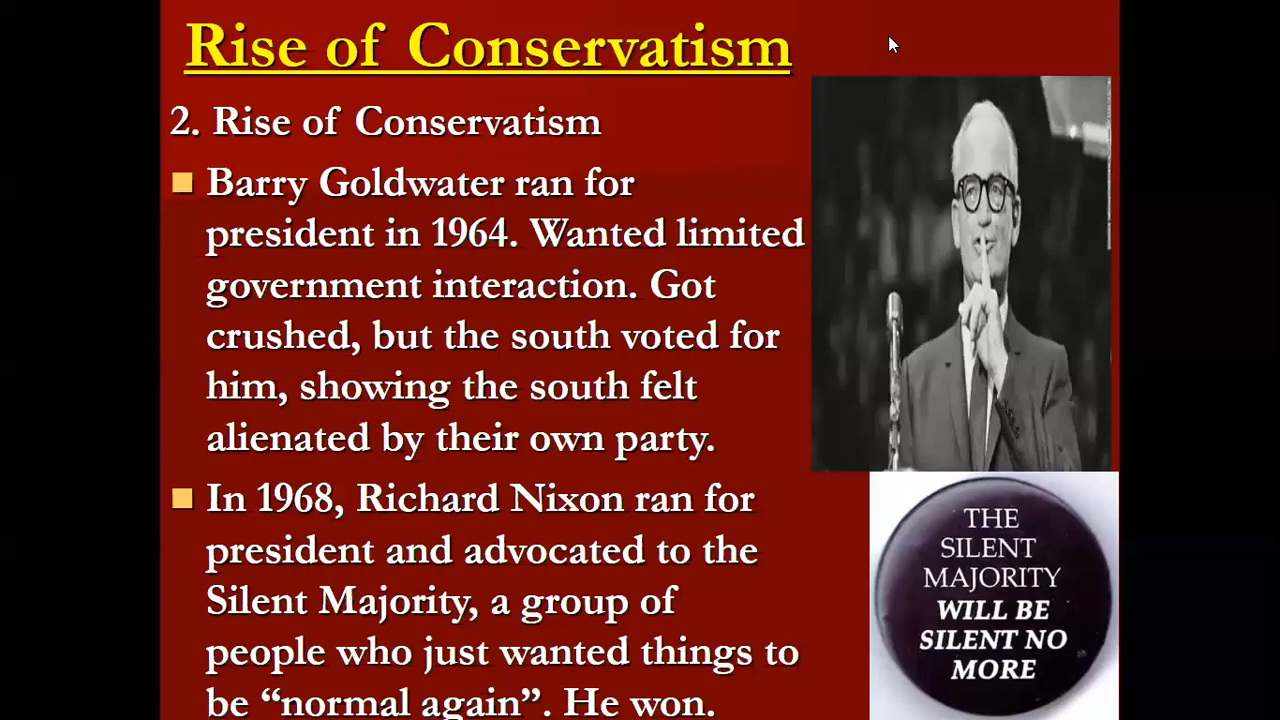 Rise of Conservatism
2. Rise of Conservatism
Barry Goldwater ran for
president in 1964. Wanted limited
government interaction. Got
crushed, but the south voted for
him, showing the south felt
alienated by their own party.
In 1968, Richard Nixon ran for
president and advocated to the
Silent Majority, a group of
people who just wanted things to
be “normal again”. He won.
THE
SILENT
MAJORITY
WILL BE
SILENT NO
MORE